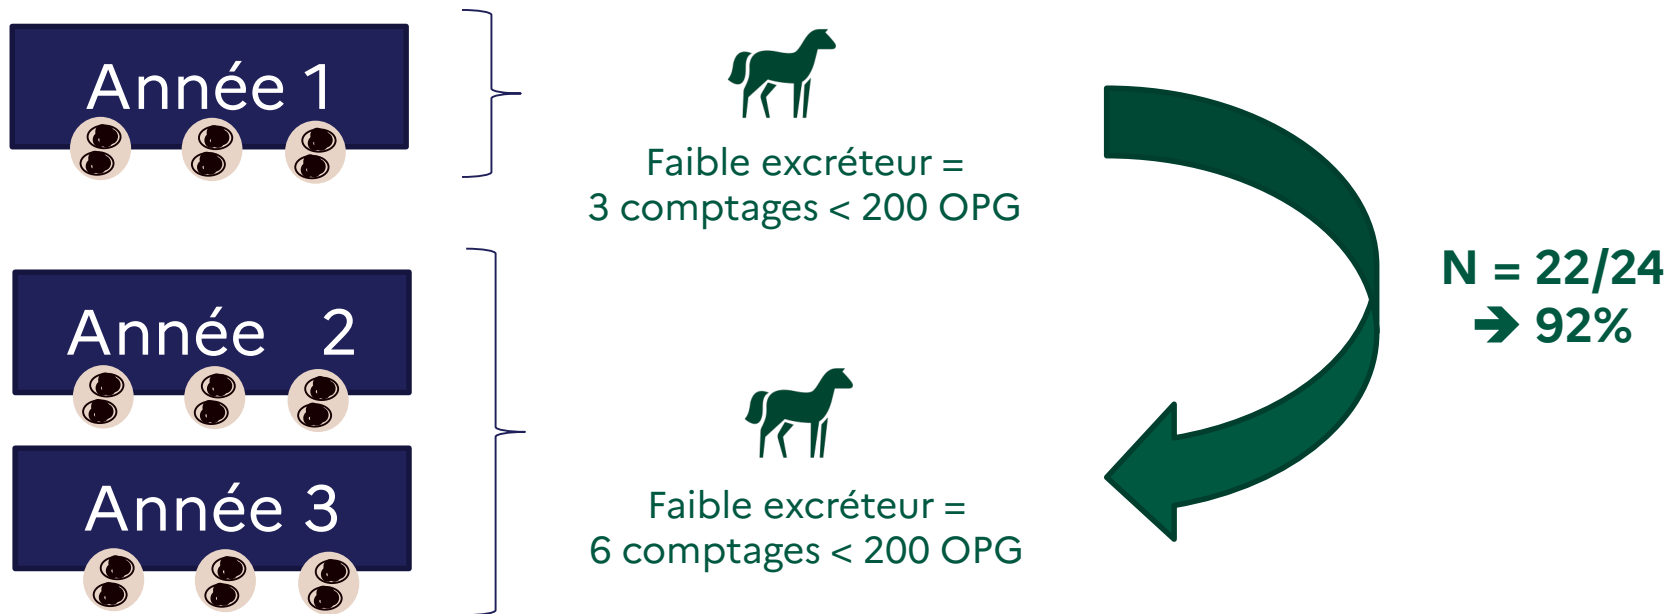 Année 1
Faible excréteur =
3 comptages < 200 OPG
Année 2
Année 3
Faible excréteur =
6 comptages < 200 OPG
N = 22/24
➔ 92%